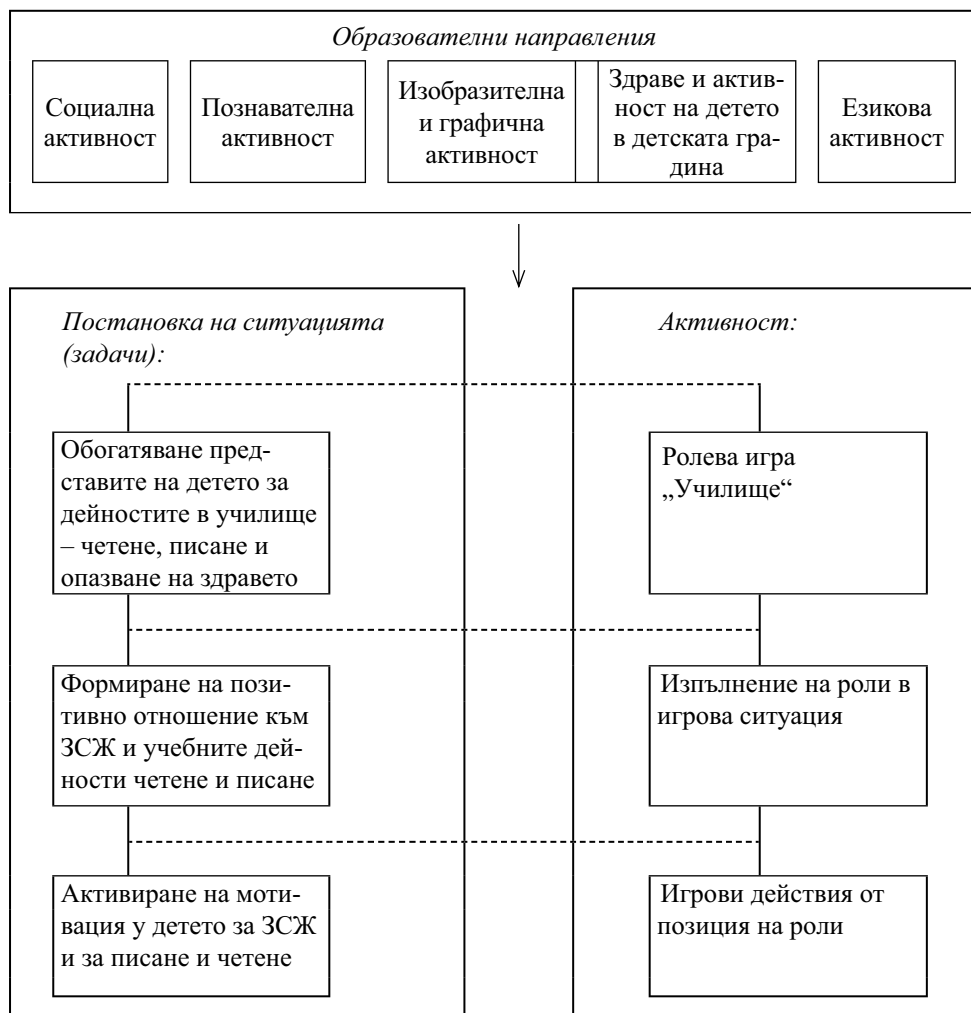 Образователни направления
Социална
активност
Познавателна
активност
Изобразителна
и графична
активност
Здраве и актив-
ност на детето
в детската гра-
дина
Езикова
активност
Постановка на ситуацията
(задачи):
Обогатяване пред-
ставите на детето за
дейностите в училище
– четене, писане и
опазване на здравето
Формиране на пози-
тивно отношение към
ЗСЖ и учебните дей-
ности четене и писане
Активиране на моти-
вация у детето за ЗСЖ
и за писане и четене
Активност:
Ролева игра
„Училище“
Изпълнение на роли в
игрова ситуация
Игрови действия от
позиция на роли